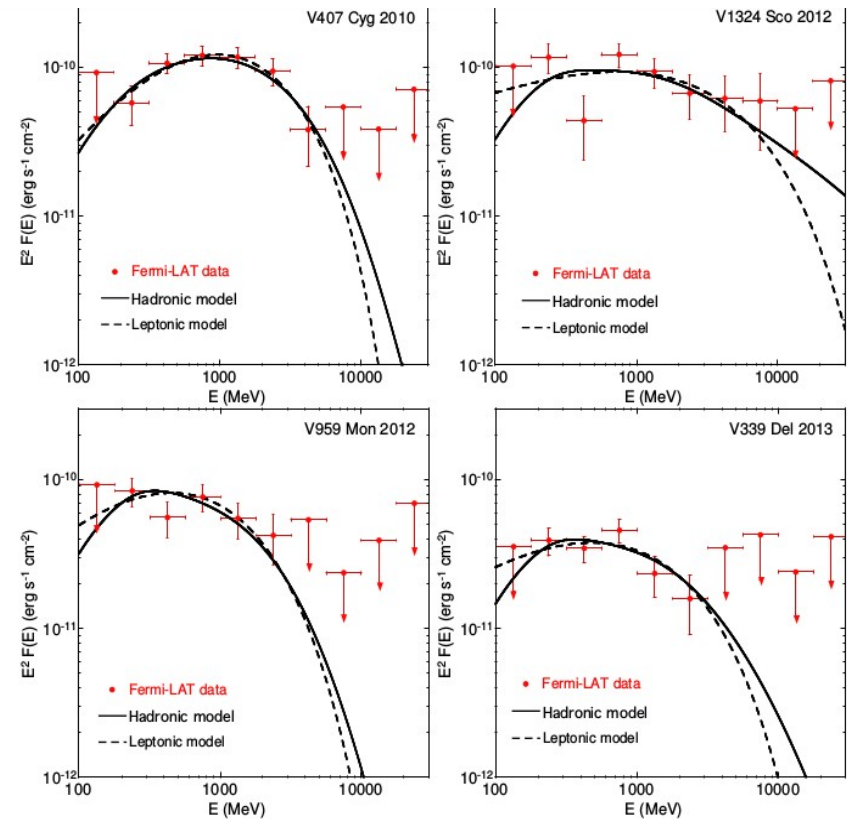 V407 Cyg 2010
E² F(E) (erg s⁻¹ cm⁻²)
10⁻¹⁰
10⁻¹¹
10⁻¹²
Fermi-LAT data
Hadronic model
Leptonic model
100 1000 10000
E (MeV)
V1324 Sco 2012
E² F(E) (erg s⁻¹ cm⁻²)
10⁻¹⁰
10⁻¹¹
10⁻¹²
Fermi-LAT data
Hadronic model
Leptonic model
100 1000 10000
E (MeV)
V959 Mon 2012
E² F(E) (erg s⁻¹ cm⁻²)
10⁻¹⁰
10⁻¹¹
10⁻¹²
Fermi-LAT data
Hadronic model
Leptonic model
100 1000 10000
E (MeV)
V339 Del 2013
E² F(E) (erg s⁻¹ cm⁻²)
10⁻¹⁰
10⁻¹¹
10⁻¹²
Fermi-LAT data
Hadronic model
Leptonic model
100 1000 10000
E (MeV)